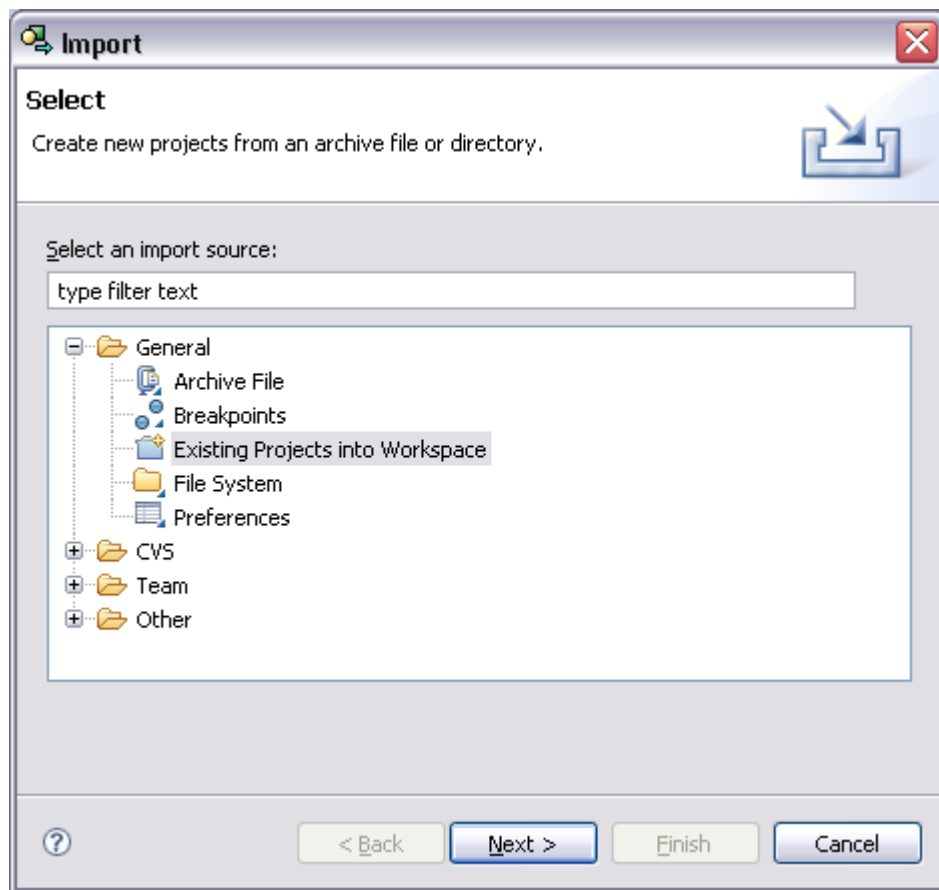 Import
Select
Create new projects from an archive file or directory.
Select an import source:
type filter text
General
Archive File
Breakpoints
Existing Projects into Workspace
File System
Preferences
CVS
Team
Other
?
< Back Next > Finish Cancel